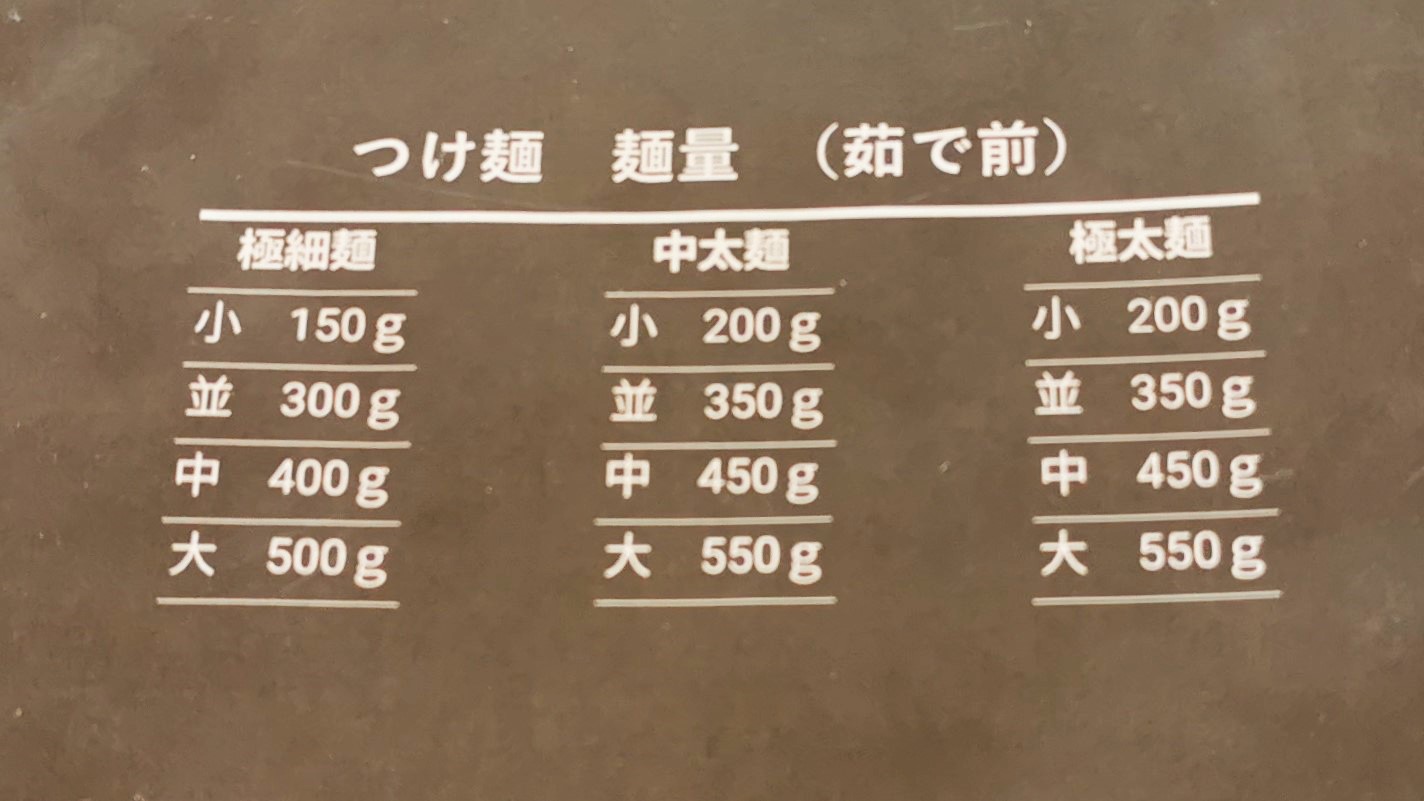 つけ麺　麺量　（茹で前）
極細麺　中太麺　極太麺
小　150g　小　200g　小　200g
並　300g　並　350g　並　350g
中　400g　中　450g　中　450g
大　500g　大　550g　大　550g